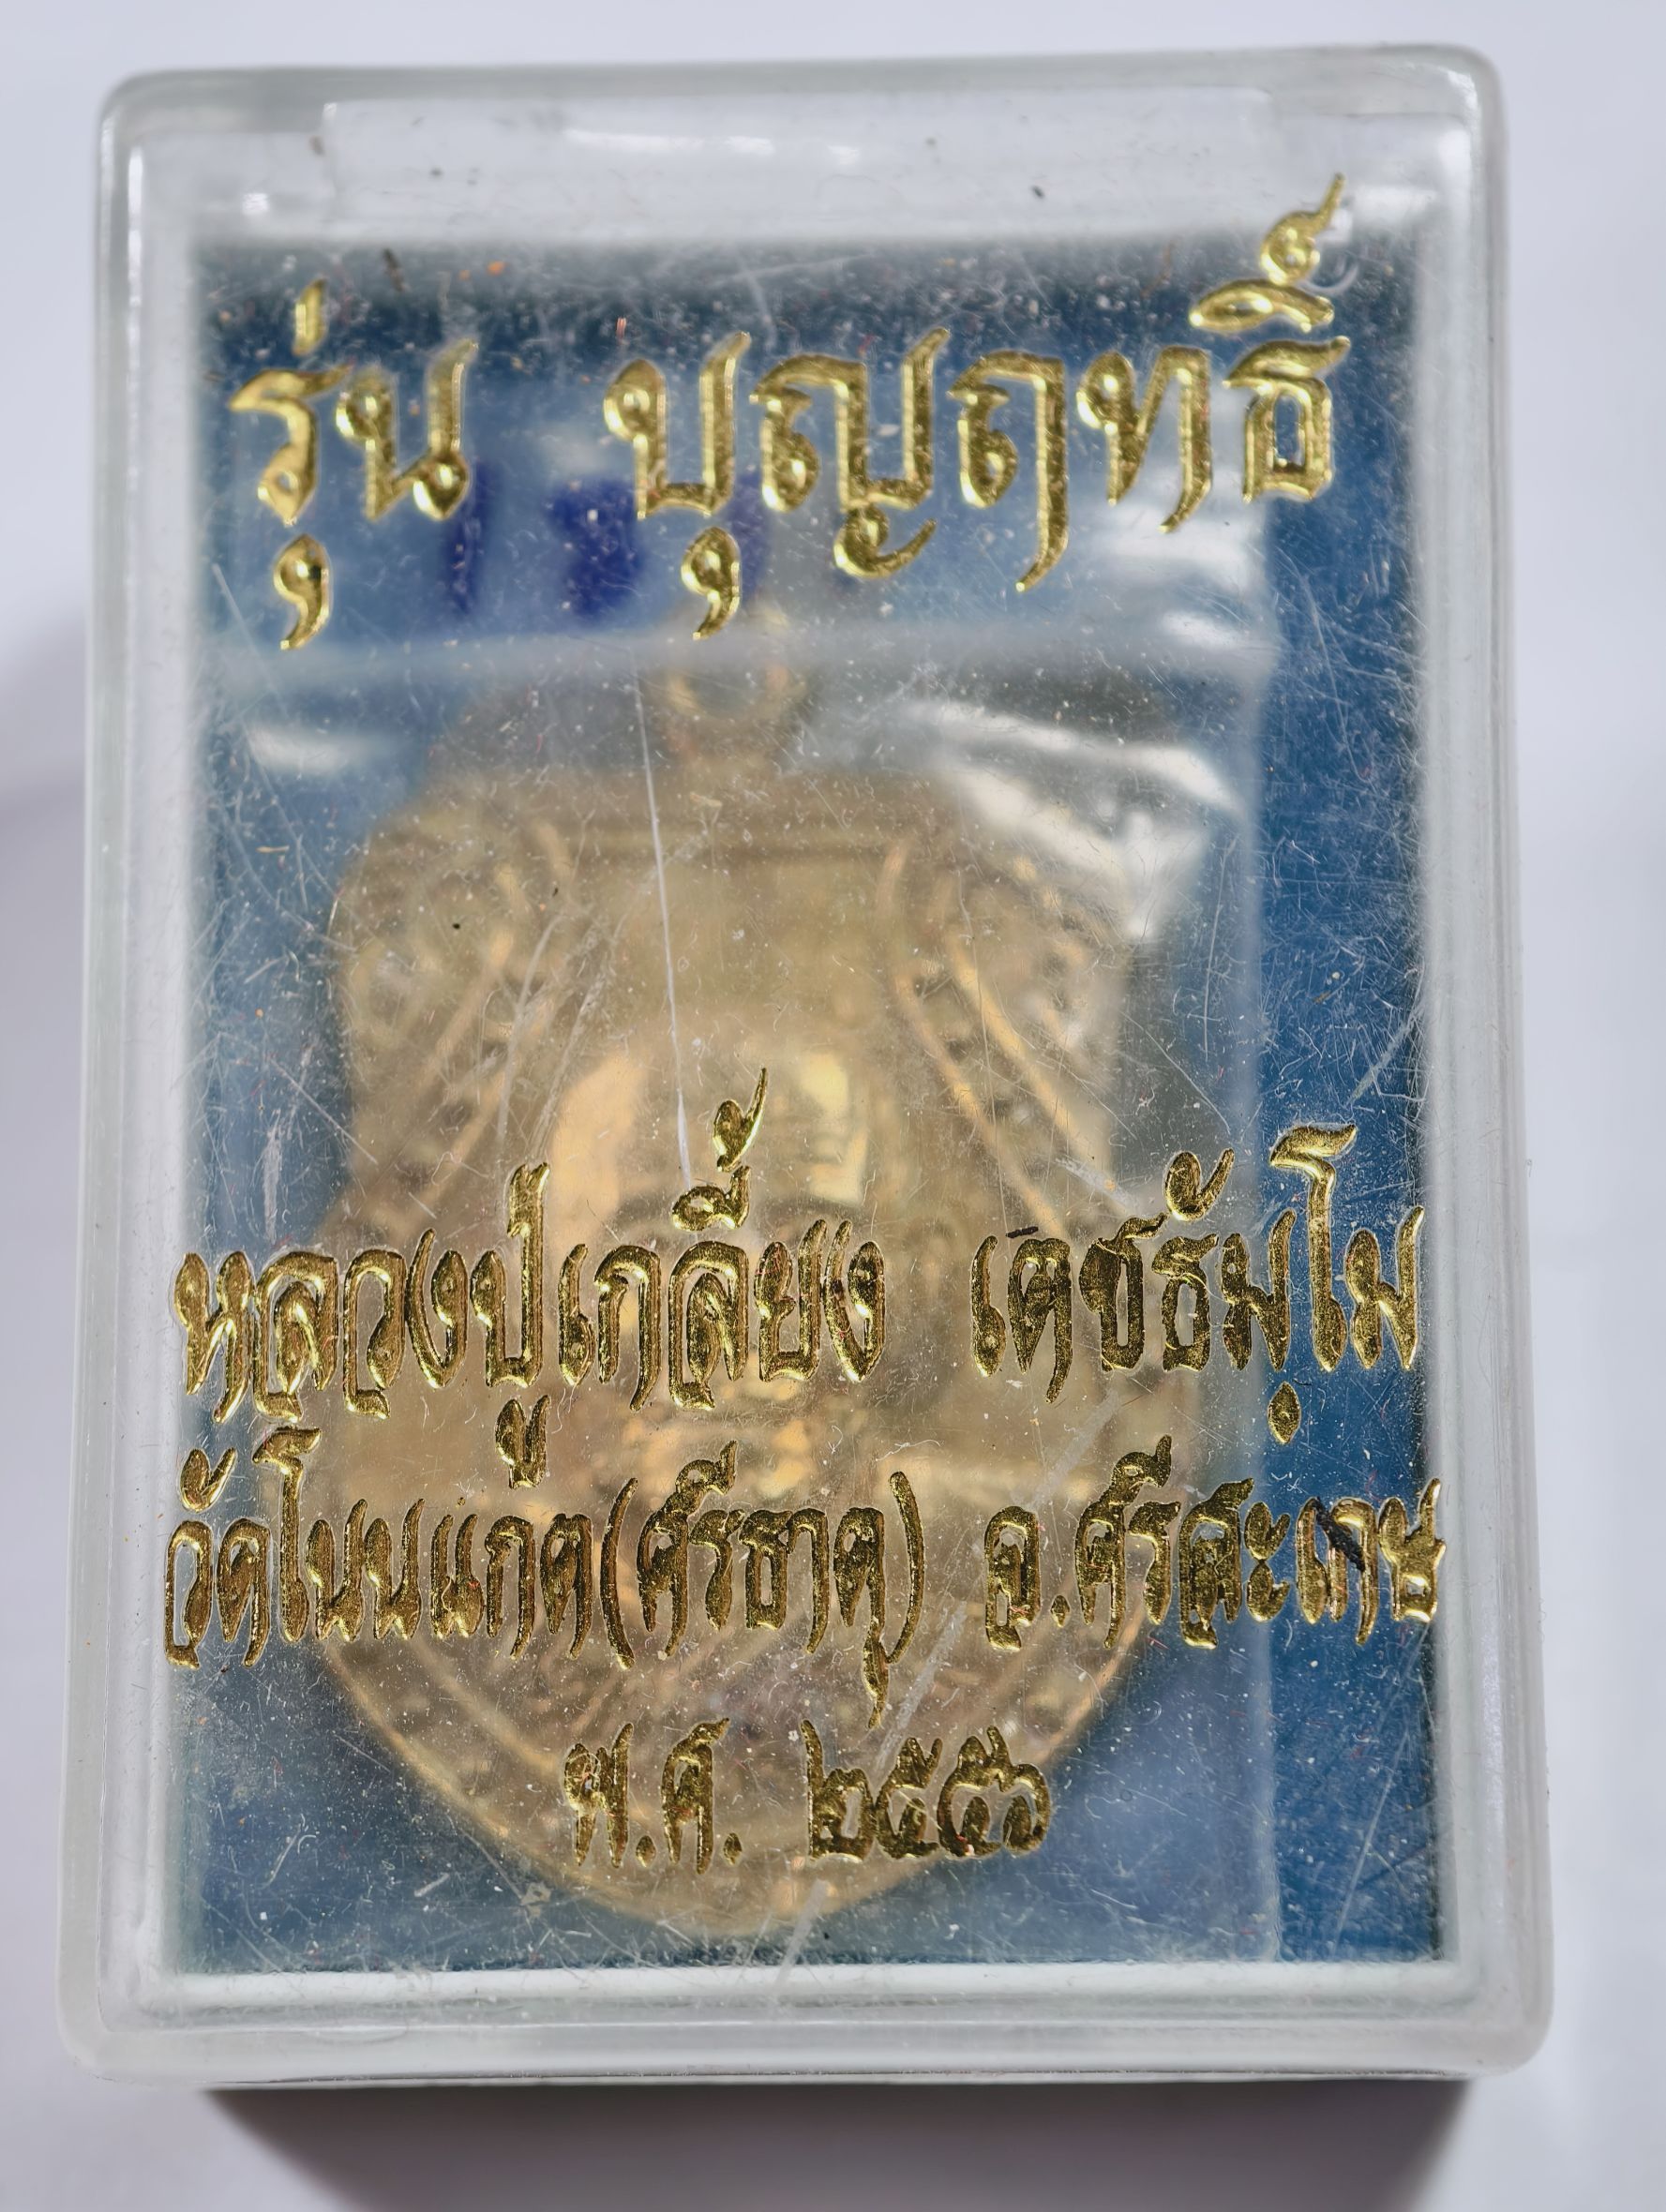 รุ่น บุญฤทธิ์
หลวงปู่เกลี้ยง เตชธัมฺโม
วัดโนนแกด(ศรีธาตุ) จ.ศรีสะเกษ
พ.ศ. ๒๕๕๖